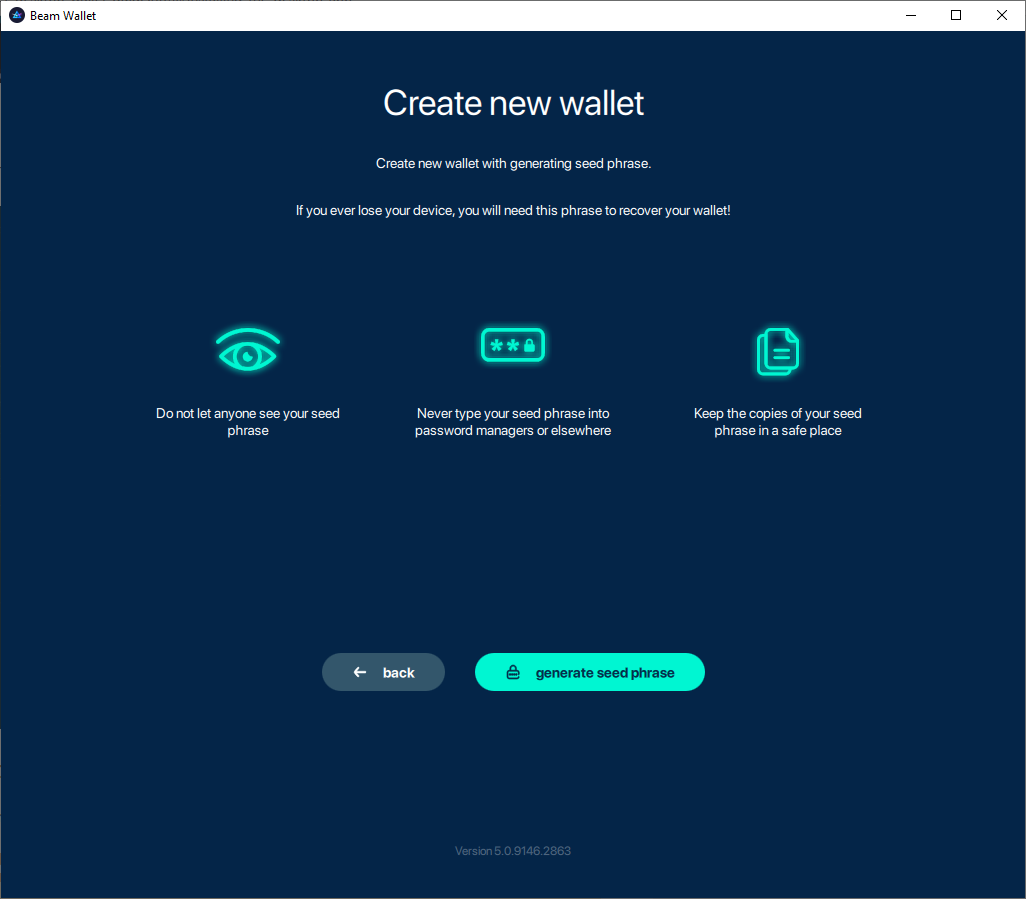 Beam Wallet
Create new wallet
Create new wallet with generating seed phrase.
If you ever lose your device, you will need this phrase to recover your wallet!
Do not let anyone see your seed
phrase
Never type your seed phrase into
password managers or elsewhere
Keep the copies of your seed
phrase in a safe place
back
generate seed phrase
Version 5.0.9146.2863